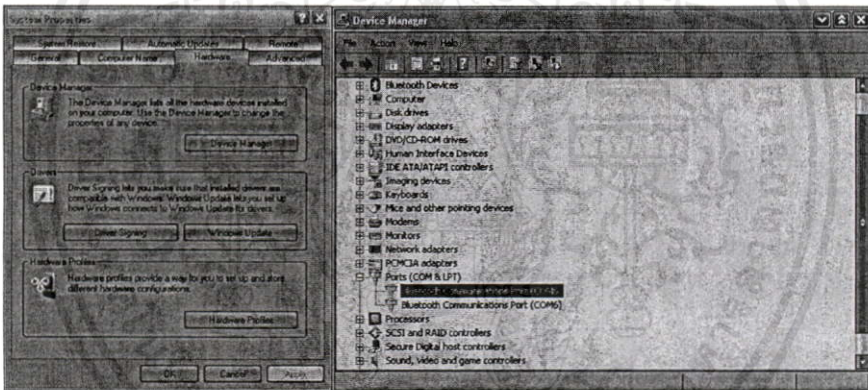 System Properties
System Restore
Automatic Updates
Remote
General
Computer Name
Hardware
Advanced
Device Manager
The Device Manager lists all the hardware devices installed
on your computer. Use the Device Manager to change the
properties of any device.
Device Manager
Drivers
Driver Signing lets you make sure that installed drivers are
compatible with Windows. Windows Update lets you set up
how Windows connects to Windows Update for drivers.
Driver Signing
Windows Update
Hardware Profiles
Hardware profiles provide a way for you to set up and store
different hardware configurations.
Hardware Profiles
OK
Cancel
Apply
Device Manager
File Action View Help
Bluetooth Devices
Computer
Disk drives
Display adapters
DVD/CD-ROM drives
Human Interface Devices
IDE ATA/ATAPI controllers
Imaging devices
Keyboards
Mice and other pointing devices
Modems
Monitors
Network adapters
PCMCIA adapters
Ports (COM & LPT)
Bluetooth Communications Port
Bluetooth Communications Port (COM6)
Processors
SCSI and RAID controllers
Secure Digital host controllers
Sound, video and game controllers